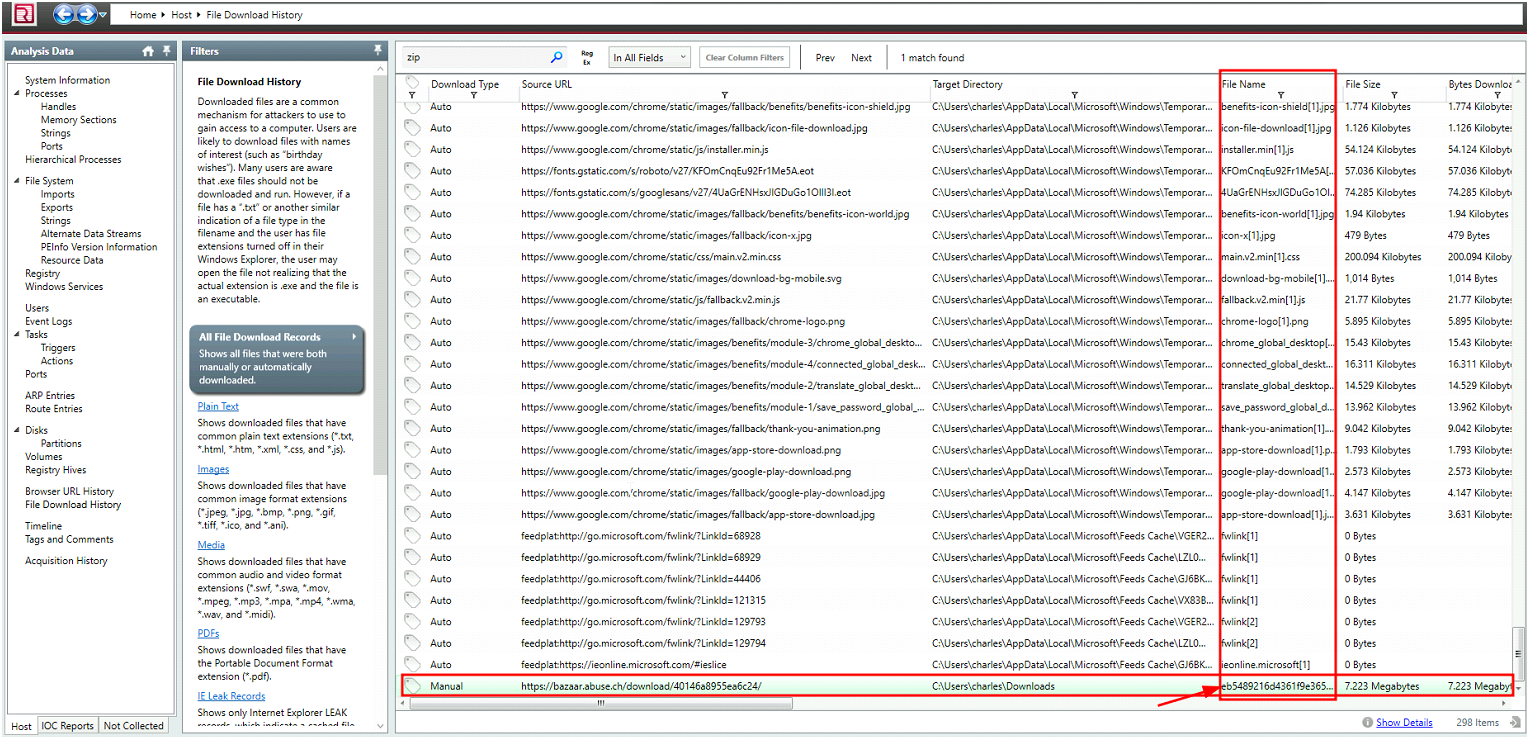 Home ▸ Host ▸ File Download History
Analysis Data
System Information
Processes
Handles
Memory Sections
Strings
Ports
Hierarchical Processes
File System
Imports
Exports
Strings
Alternate Data Streams
PEInfo Version Information
Resource Data
Registry
Windows Services
Users
Event Logs
Tasks
Triggers
Actions
Ports
ARP Entries
Route Entries
Disks
Partitions
Volumes
Registry Hives
Browser URL History
File Download History
Timeline
Tags and Comments
Acquisition History
Host IOC Reports Not Collected
Filters
File Download History
Downloaded files are a common
mechanism for attackers to use to
gain access to a computer. Users are
likely to download files with names
of interest (such as "birthday
wishes"). Many users are aware
that .exe files should not be
downloaded and run. However, if a
file has a ".txt" or another similar
indication of a file type in the
filename and the user has file
extensions turned off in their
Windows Explorer, the user may
open the file not realizing that the
actual extension is .exe and the file is
an executable.
All File Download Records
Shows all files that were both
manually or automatically
downloaded.
Plain Text
Shows downloaded files that have
common plain text extensions (*.txt,
*.html, *.htm, *.xml, *.css, and *.js).
Images
Shows downloaded files that have
common image format extensions
(*.jpeg, *.jpg, *.bmp, *.png, *.gif,
*.tiff, *.ico, and *.ani).
Media
Shows downloaded files that have
common audio and video format
extensions (*.swf, *.swa, *.mov,
*.mpeg, *.mp3, *.mpa, *.mp4, *.wma,
*.wav, and *.midi).
PDFs
Shows downloaded files that have
the Portable Document Format
extension (*.pdf).
IE Leak Records
Shows only Internet Explorer LEAK
records, which indicate a cached file
zip Reg Ex In All Fields Clear Column Filters Prev Next 1 match found
Download Type Source URL Target Directory File Name File Size Bytes Downloa
Auto https://www.google.com/chrome/static/images/fallback/benefits/benefits-icon-shield.jpg C:\Users\charles\AppData\Local\Microsoft\Windows\Temporar... benefits-icon-shield[1].jpg 1.774 Kilobytes 1.774 Kilobytes
Auto https://www.google.com/chrome/static/images/fallback/icon-file-download.jpg C:\Users\charles\AppData\Local\Microsoft\Windows\Temporar... icon-file-download[1].jpg 1.126 Kilobytes 1.126 Kilobytes
Auto https://www.google.com/chrome/static/js/installer.min.js C:\Users\charles\AppData\Local\Microsoft\Windows\Temporar... installer.min[1].js 54.124 Kilobytes 54.124 Kilobyte
Auto https://fonts.gstatic.com/s/roboto/v27/KFOmCnqEu92Fr1Me5A.eot C:\Users\charles\AppData\Local\Microsoft\Windows\Temporar... KFOmCnqEu92Fr1Me5A[... 57.036 Kilobytes 57.036 Kilobyte
Auto https://fonts.gstatic.com/s/googlesans/v27/4UaGrENHsxJlGDuGo1OIll3I.eot C:\Users\charles\AppData\Local\Microsoft\Windows\Temporar... 4UaGrENHsxJlGDuGo1OI... 74.285 Kilobytes 74.285 Kilobyte
Auto https://www.google.com/chrome/static/images/fallback/benefits/benefits-icon-world.jpg C:\Users\charles\AppData\Local\Microsoft\Windows\Temporar... benefits-icon-world[1].jpg 1.94 Kilobytes 1.94 Kilobytes
Auto https://www.google.com/chrome/static/images/fallback/icon-x.jpg C:\Users\charles\AppData\Local\Microsoft\Windows\Temporar... icon-x[1].jpg 479 Bytes 479 Bytes
Auto https://www.google.com/chrome/static/css/main.v2.min.css C:\Users\charles\AppData\Local\Microsoft\Windows\Temporar... main.v2.min[1].css 200.094 Kilobytes 200.094 Kilobyt
Auto https://www.google.com/chrome/static/images/download-bg-mobile.svg C:\Users\charles\AppData\Local\Microsoft\Windows\Temporar... download-bg-mobile[1].... 1,014 Bytes 1,014 Bytes
Auto https://www.google.com/chrome/static/js/fallback.v2.min.js C:\Users\charles\AppData\Local\Microsoft\Windows\Temporar... fallback.v2.min[1].js 21.77 Kilobytes 21.77 Kilobytes
Auto https://www.google.com/chrome/static/images/chrome-logo.png C:\Users\charles\AppData\Local\Microsoft\Windows\Temporar... chrome-logo[1].png 5.895 Kilobytes 5.895 Kilobytes
Auto https://www.google.com/chrome/static/images/benefits/module-3/chrome_global_deskto... C:\Users\charles\AppData\Local\Microsoft\Windows\Temporar... chrome_global_desktop[... 15.43 Kilobytes 15.43 Kilobytes
Auto https://www.google.com/chrome/static/images/benefits/module-4/connected_global_desk... C:\Users\charles\AppData\Local\Microsoft\Windows\Temporar... connected_global_deskt... 16.311 Kilobytes 16.311 Kilobyte
Auto https://www.google.com/chrome/static/images/benefits/module-2/translate_global_deskt... C:\Users\charles\AppData\Local\Microsoft\Windows\Temporar... translate_global_desktop... 14.529 Kilobytes 14.529 Kilobyte
Auto https://www.google.com/chrome/static/images/benefits/module-1/save_password_global_... C:\Users\charles\AppData\Local\Microsoft\Windows\Temporar... save_password_global_d... 13.962 Kilobytes 13.962 Kilobyte
Auto https://www.google.com/chrome/static/images/fallback/thank-you-animation.png C:\Users\charles\AppData\Local\Microsoft\Windows\Temporar... thank-you-animation[1].... 9.042 Kilobytes 9.042 Kilobytes
Auto https://www.google.com/chrome/static/images/app-store-download.png C:\Users\charles\AppData\Local\Microsoft\Windows\Temporar... app-store-download[1].p... 1.793 Kilobytes 1.793 Kilobytes
Auto https://www.google.com/chrome/static/images/google-play-download.png C:\Users\charles\AppData\Local\Microsoft\Windows\Temporar... google-play-download[1... 2.573 Kilobytes 2.573 Kilobytes
Auto https://www.google.com/chrome/static/images/fallback/google-play-download.jpg C:\Users\charles\AppData\Local\Microsoft\Windows\Temporar... google-play-download[1... 4.147 Kilobytes 4.147 Kilobytes
Auto https://www.google.com/chrome/static/images/fallback/app-store-download.jpg C:\Users\charles\AppData\Local\Microsoft\Windows\Temporar... app-store-download[1].j... 3.631 Kilobytes 3.631 Kilobytes
Auto feedplat:http://go.microsoft.com/fwlink/?LinkId=68928 C:\Users\charles\AppData\Local\Microsoft\Feeds Cache\VGER2... fwlink[1] 0 Bytes
Auto feedplat:http://go.microsoft.com/fwlink/?LinkId=68929 C:\Users\charles\AppData\Local\Microsoft\Feeds Cache\LZL0... fwlink[1] 0 Bytes
Auto feedplat:http://go.microsoft.com/fwlink/?LinkId=44406 C:\Users\charles\AppData\Local\Microsoft\Feeds Cache\GJ6BK... fwlink[1] 0 Bytes
Auto feedplat:http://go.microsoft.com/fwlink/?LinkId=121315 C:\Users\charles\AppData\Local\Microsoft\Feeds Cache\VX83B... fwlink[1] 0 Bytes
Auto feedplat:http://go.microsoft.com/fwlink/?LinkId=129793 C:\Users\charles\AppData\Local\Microsoft\Feeds Cache\VGER2... fwlink[2] 0 Bytes
Auto feedplat:http://go.microsoft.com/fwlink/?LinkId=129794 C:\Users\charles\AppData\Local\Microsoft\Feeds Cache\LZL0... fwlink[2] 0 Bytes
Auto feedplat:https://ieonline.microsoft.com/#ieslice C:\Users\charles\AppData\Local\Microsoft\Feeds Cache\GJ6BK... ieonline.microsoft[1] 0 Bytes
Manual https://bazaar.abuse.ch/download/40146a8955ea6c24/ C:\Users\charles\Downloads eb5489216d4361f9e365... 7.223 Megabytes 7.223 Megabyt
Show Details 298 Items